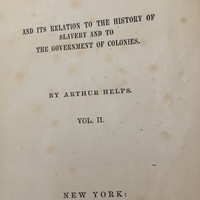 AND ITS RELATION TO THE HISTORY OF
SLAVERY AND TO
THE GOVERNMENT OF COLONIES.
BY ARTHUR HELPS.
VOL. II.
NEW YORK: